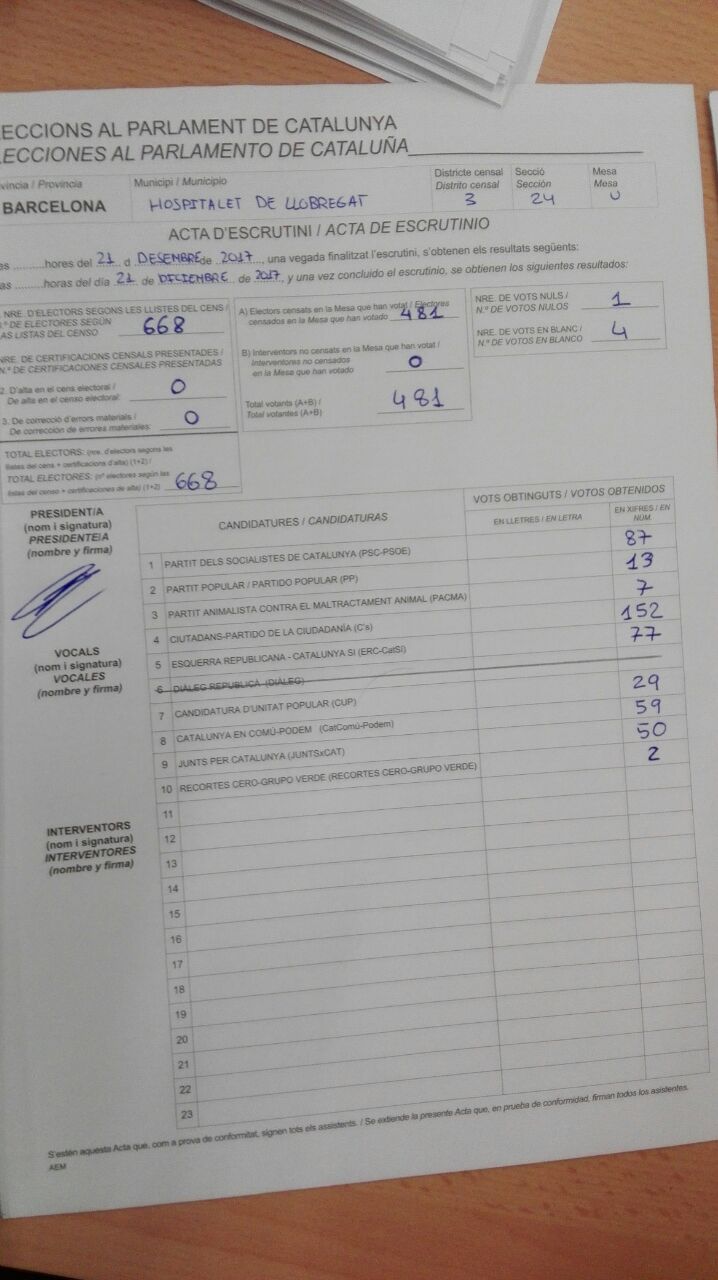 ECCIONS AL PARLAMENT DE CATALUNYA
ECCIONES AL PARLAMENTO DE CATALUÑA
víncia / Provincia
BARCELONA
Municipi / Municipio
HOSPITALET DE LLOBREGAT
Districte censal
Distrito censal
3
Secció
Sección
24
Mesa
Mesa
U
ACTA D'ESCRUTINI / ACTA DE ESCRUTINIO
es ..........hores del 21 d DESEMBRE de 2017, una vegada finalitzat l'escrutini, s'obtenen els resultats següents:
as ..........horas del día 21 de DICIEMBRE de 2017, y una vez concluido el escrutinio, se obtienen los siguientes resultados:
NRE. D'ELECTORS SEGONS LES LLISTES DEL CENS /
N.º DE ELECTORES SEGÚN
AS LISTAS DEL CENSO
668
NRE. DE CERTIFICACIONS CENSALS PRESENTADES /
N.º DE CERTIFICACIONES CENSALES PRESENTADAS
2. D'alta en el cens electoral /
De alta en el censo electoral:
0
3. De correcció d'errors materials /
De corrección de errores materiales:
0
TOTAL ELECTORS: (nre. d'electors segons les
llistes del cens + certificacions d'alta) (1+2) /
TOTAL ELECTORES: (nº electores según las
listas del censo + certificaciones de alta) (1+2)
668
A) Electors censats en la Mesa que han votat / Electores
censados en la Mesa que han votado
481
B) Interventors no censats en la Mesa que han votat /
Interventores no censados
en la Mesa que han votado
0
Total votants (A+B) /
Total votantes (A+B)
481
NRE. DE VOTS NULS /
N.º DE VOTOS NULOS
1
NRE. DE VOTS EN BLANC /
N.º DE VOTOS EN BLANCO
4
PRESIDENT/A
(nom i signatura)
PRESIDENTE/A
(nombre y firma)
VOCALS
(nom i signatura)
VOCALES
(nombre y firma)
INTERVENTORS
(nom i signatura)
INTERVENTORES
(nombre y firma)
CANDIDATURES / CANDIDATURAS
VOTS OBTINGUTS / VOTOS OBTENIDOS
EN LLETRES / EN LETRA
EN XIFRES / EN NÚM.
1 PARTIT DELS SOCIALISTES DE CATALUNYA (PSC-PSOE) 87
2 PARTIT POPULAR / PARTIDO POPULAR (PP) 13
3 PARTIT ANIMALISTA CONTRA EL MALTRACTAMENT ANIMAL (PACMA) 7
4 CIUTADANS-PARTIDO DE LA CIUDADANÍA (C's) 152
5 ESQUERRA REPUBLICANA - CATALUNYA SÍ (ERC-CatSí) 77
6 DIÀLEG REPUBLICÀ (DIÀLEG)
7 CANDIDATURA D'UNITAT POPULAR (CUP) 29
8 CATALUNYA EN COMÚ-PODEM (CatComú-Podem) 59
9 JUNTS PER CATALUNYA (JUNTSxCAT) 50
10 RECORTES CERO-GRUPO VERDE (RECORTES CERO-GRUPO VERDE) 2
11
12
13
14
15
16
17
18
19
20
21
22
23
S'estén aquesta Acta que, com a prova de conformitat, signen tots els assistents. / Se extiende la presente Acta que, en prueba de conformidad, firman todos los asistentes.
AEM